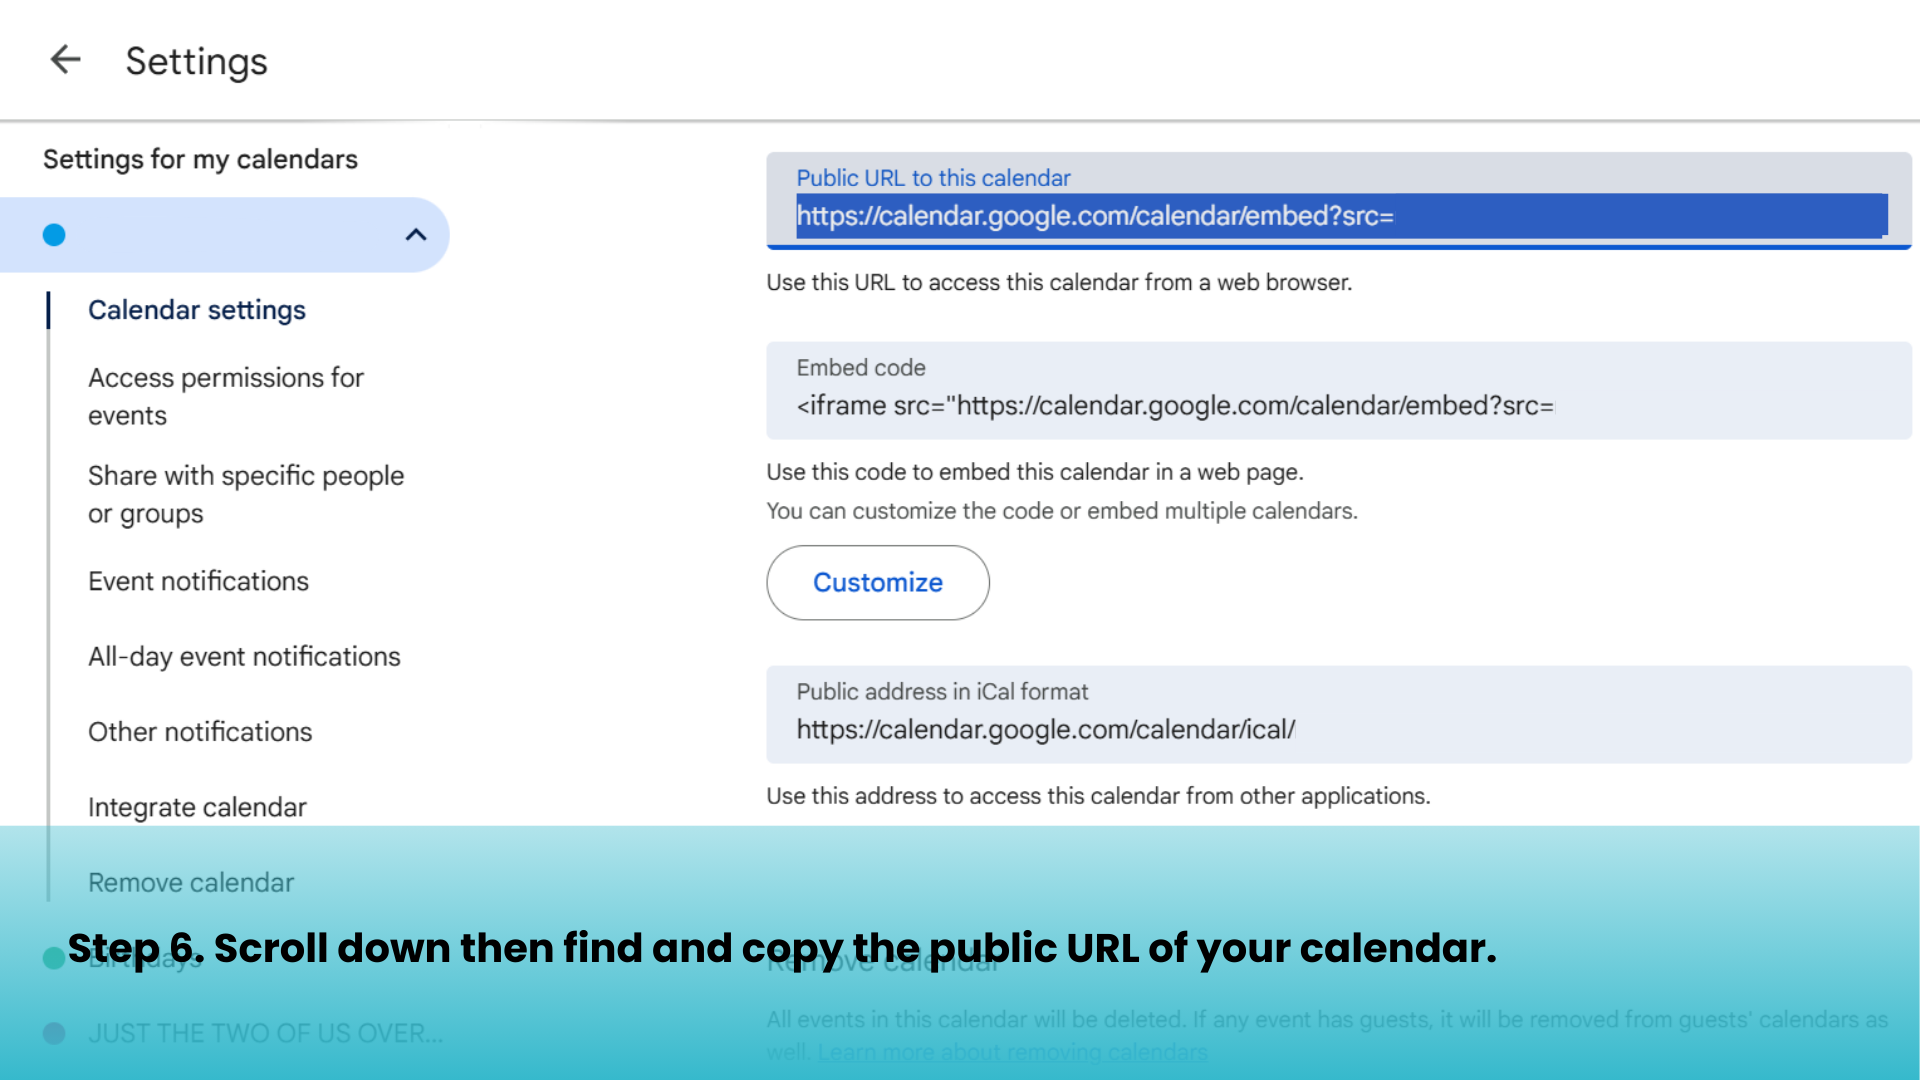 Settings
Settings for my calendars
Calendar settings
Access permissions for
events
Share with specific people
or groups
Event notifications
All-day event notifications
Other notifications
Integrate calendar
Remove calendar
Birthdays
JUST THE TWO OF US OVER...
Public URL to this calendar
https://calendar.google.com/calendar/embed?src=
Use this URL to access this calendar from a web browser.
Embed code
<iframe src="https://calendar.google.com/calendar/embed?src=
Use this code to embed this calendar in a web page.
You can customize the code or embed multiple calendars.
Customize
Public address in iCal format
https://calendar.google.com/calendar/ical/
Use this address to access this calendar from other applications.
Remove calendar
All events in this calendar will be deleted. If any event has guests, it will be removed from guests' calendars as
well. Learn more about removing calendars
Step 6. Scroll down then find and copy the public URL of your calendar.